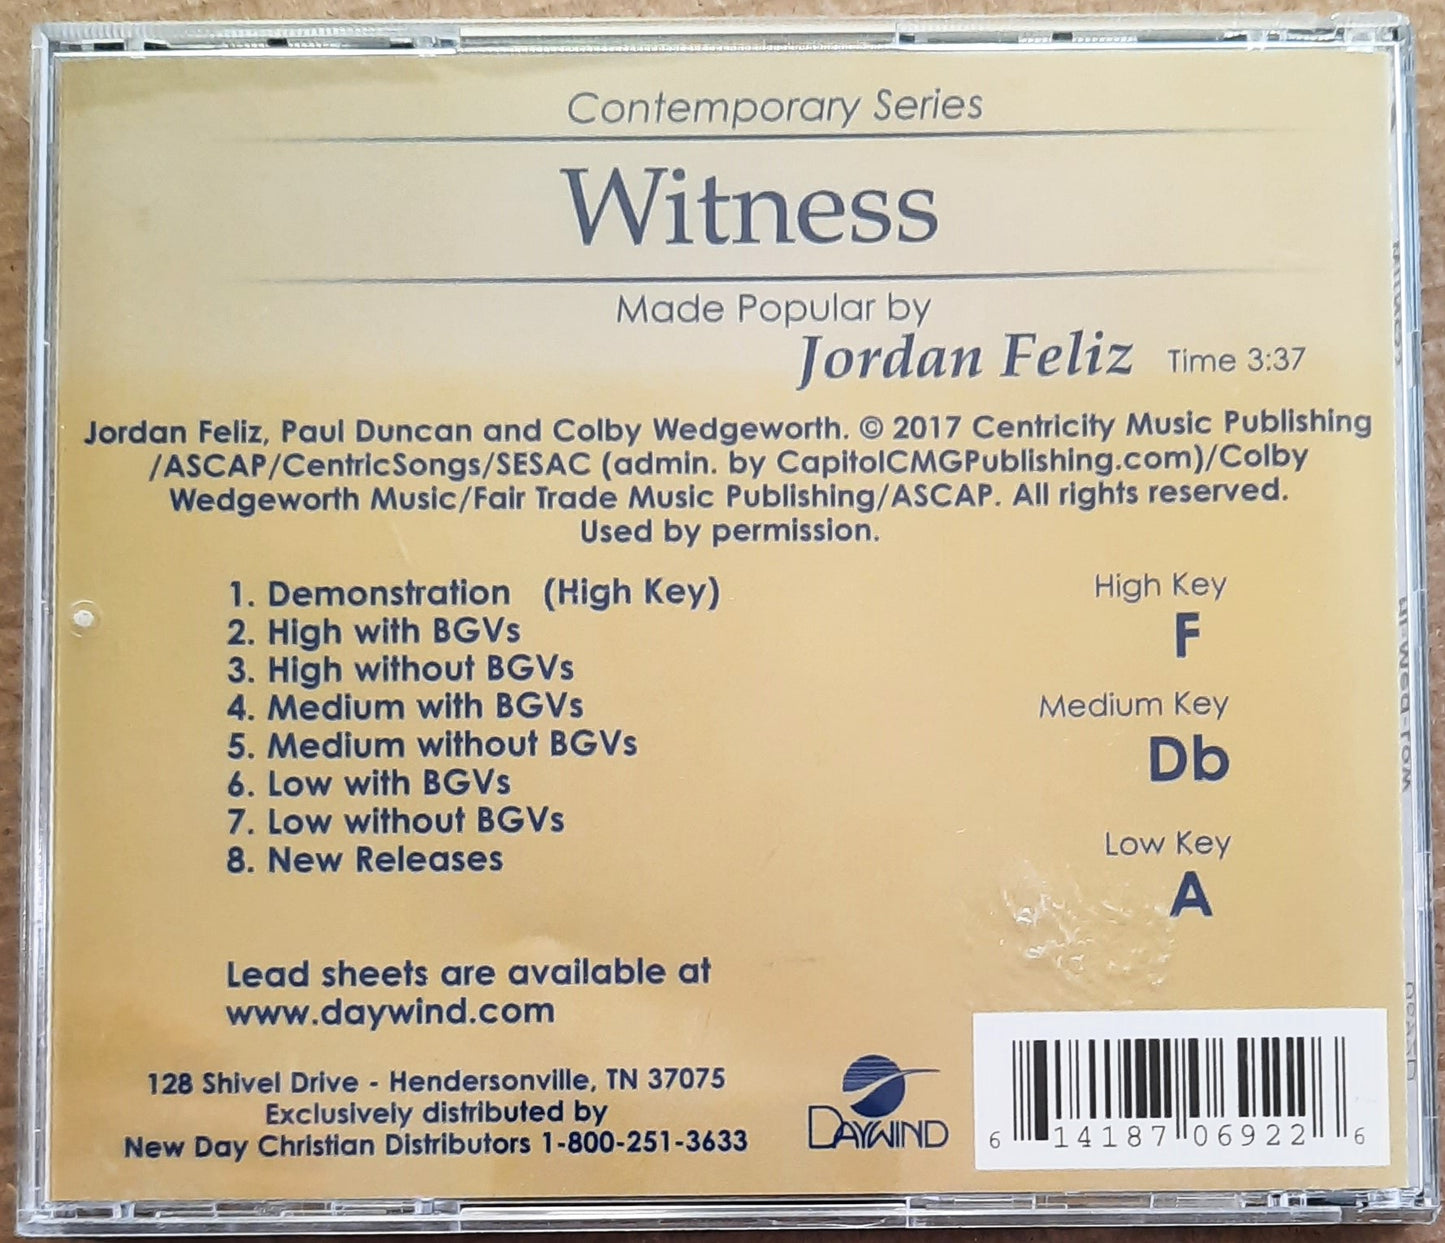 Contemporary Series
Witness
Made Popular by
Jordan Feliz Time 3:37
Jordan Feliz, Paul Duncan and Colby Wedgeworth. © 2017 Centricity Music Publishing
/ASCAP/CentricSongs/SESAC (admin. by CapitolCMGPublishing.com)/Colby
Wedgeworth Music/Fair Trade Music Publishing/ASCAP. All rights reserved.
Used by permission.
1. Demonstration (High Key)
2. High with BGVs
3. High without BGVs
4. Medium with BGVs
5. Medium without BGVs
6. Low with BGVs
7. Low without BGVs
8. New Releases
High Key
F
Medium Key
Db
Low Key
A
Lead sheets are available at
www.daywind.com
128 Shivel Drive - Hendersonville, TN 37075
Exclusively distributed by
New Day Christian Distributors 1-800-251-3633
DAYWIND
6 14187 06922 6